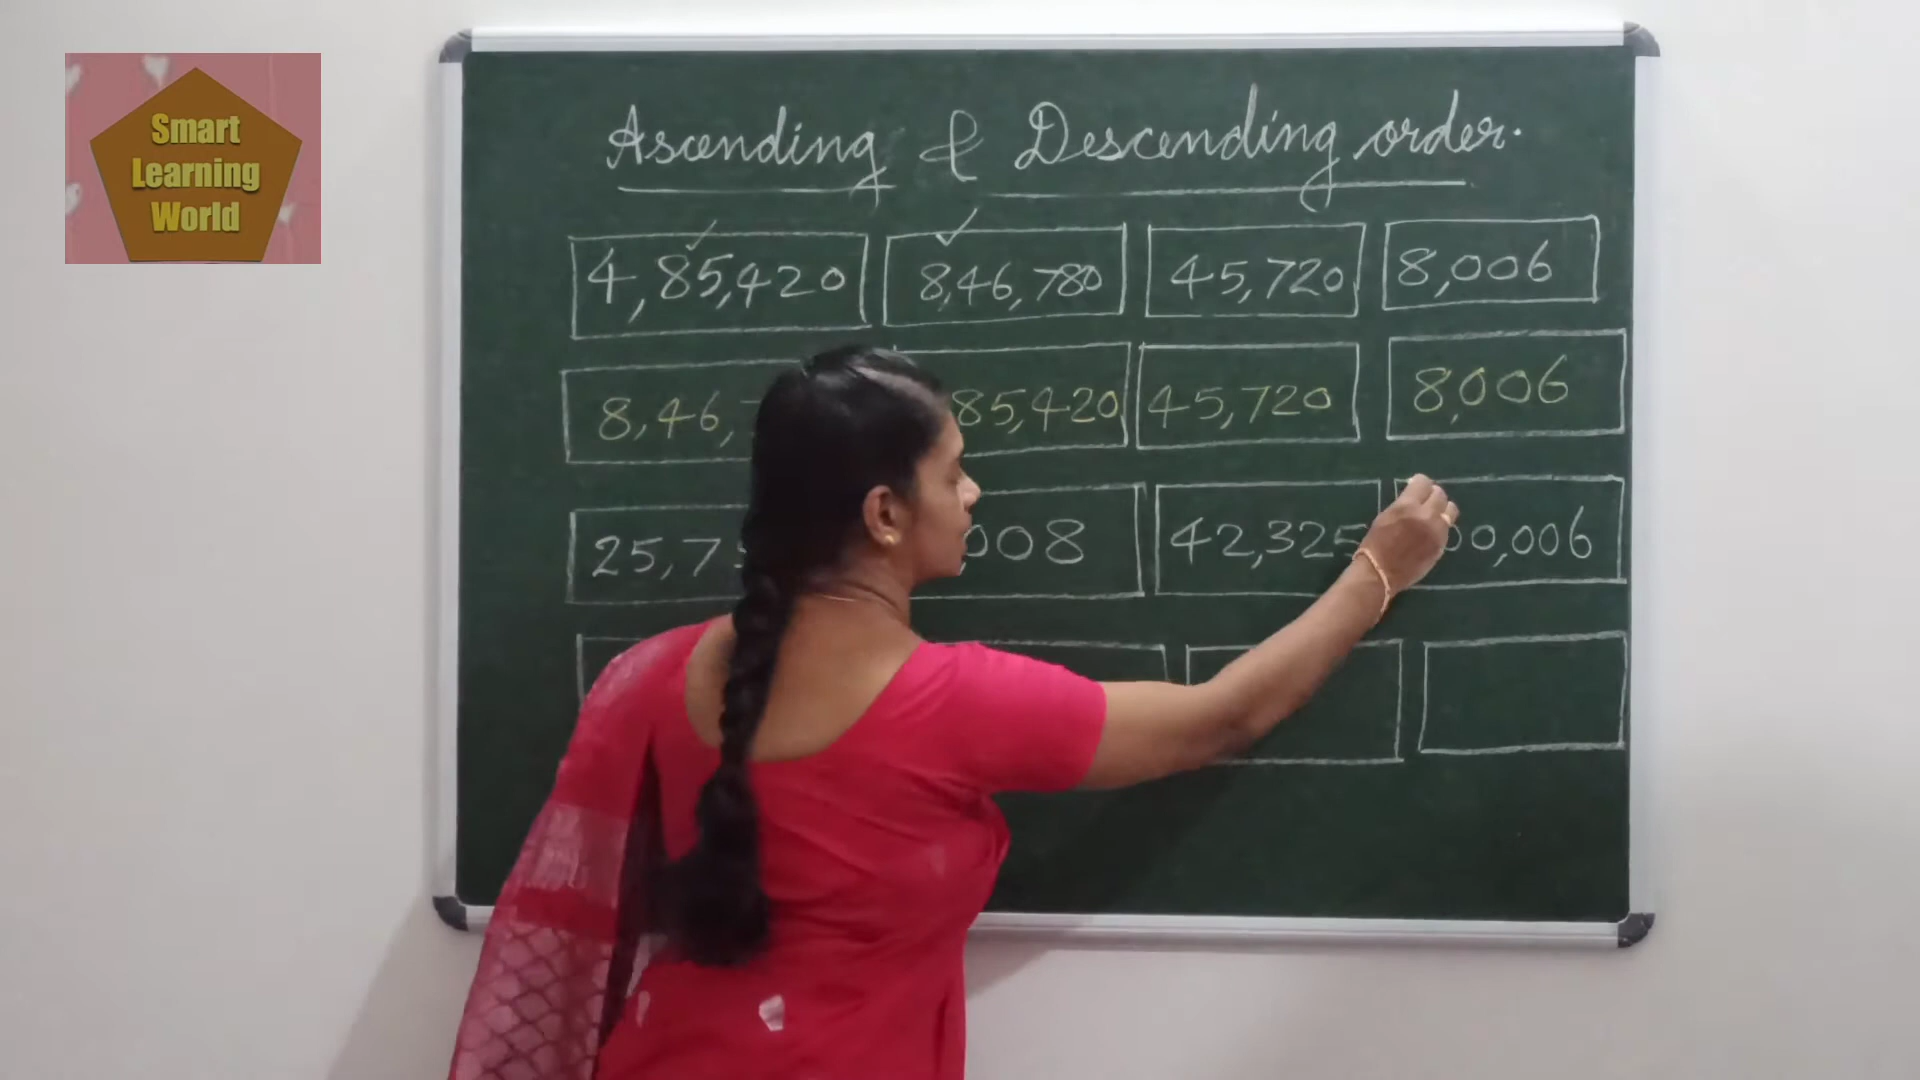 Smart
Learning
World
Ascending & Descending order.
4,85,420 8,46,780 45,720 8,006
8,46, 85,420 45,720 8,006
25,7 008 42,325 00,006